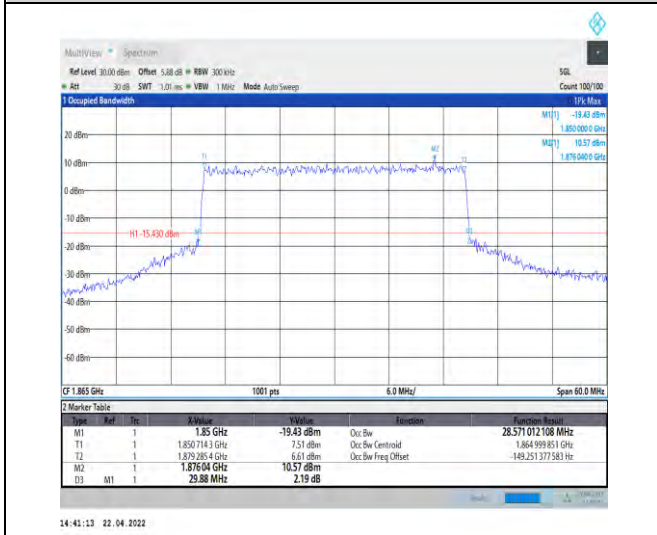 MultiView Spectrum
Ref Level 30.00 dBm Offset 5.88 dB RBW 300 kHz SGL
Att 30 dB SWT 1.01 ms VBW 1 MHz Mode Auto Sweep Count 100/100
1 Occupied Bandwidth 1Pk Max
M1[1] -19.43 dBm
1.850 000 0 GHz
M2[1] 10.57 dBm
1.876 040 0 GHz
20 dBm
M2
T1
T2
10 dBm
0 dBm
-10 dBm
H1 -15.430 dBm
M1
D3
-20 dBm
-30 dBm
-40 dBm
-50 dBm
-60 dBm
CF 1.865 GHz 1001 pts 6.0 MHz/ Span 60.0 MHz
2 Marker Table
Type Ref Trc X-Value Y-Value Function Function Result
M1 1 1.85 GHz -19.43 dBm Occ Bw 28.571 012 108 MHz
T1 1 1.850 714 3 GHz 7.51 dBm Occ Bw Centroid 1.864 999 851 GHz
T2 1 1.879 285 4 GHz 6.61 dBm Occ Bw Freq Offset -149.251 377 583 Hz
M2 1 1.876 04 GHz 10.57 dBm
D3 M1 1 29.88 MHz 2.19 dB
14:41:13 22.04.2022